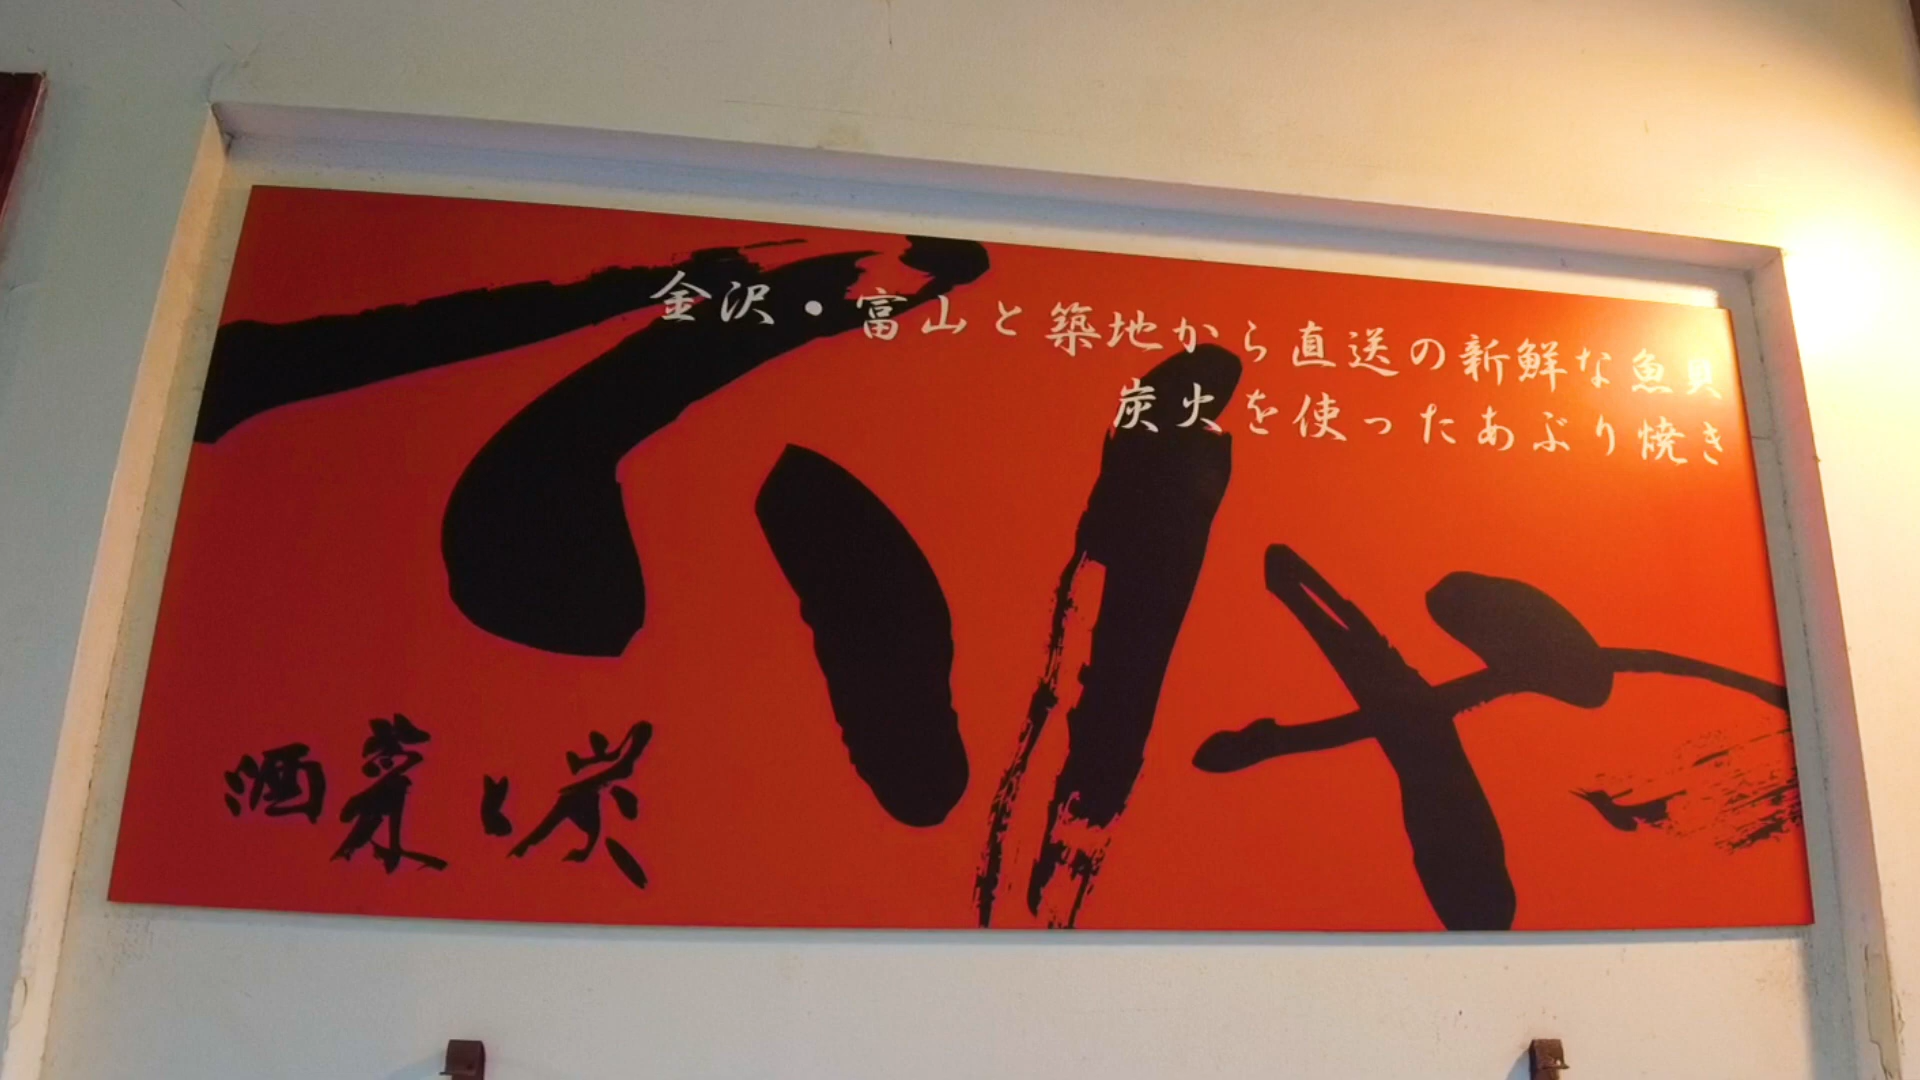 金沢・富山と築地から直送の新鮮な魚貝
炭火を使ったあぶり焼き
酒菜と炭